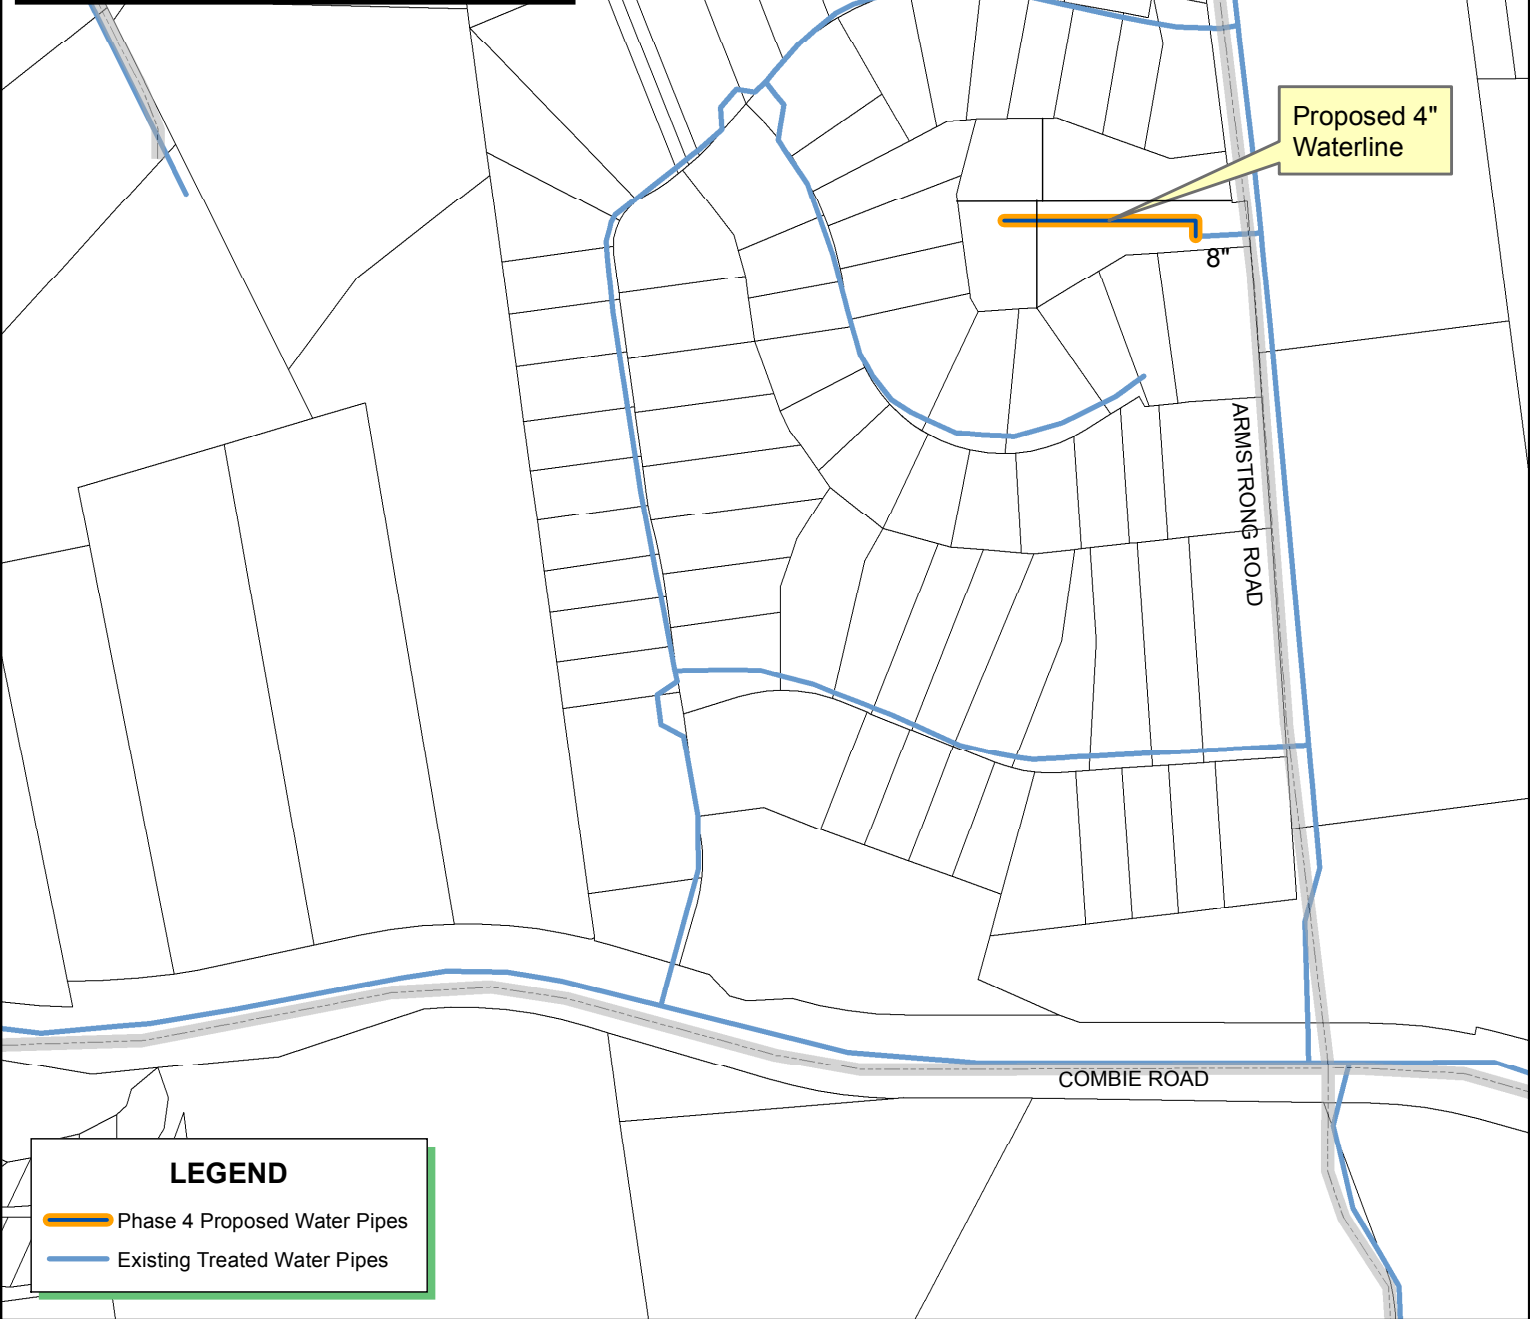 Proposed 4"
Waterline
8"
ARMSTRONG ROAD
COMBIE ROAD
LEGEND
Phase 4 Proposed Water Pipes
Existing Treated Water Pipes